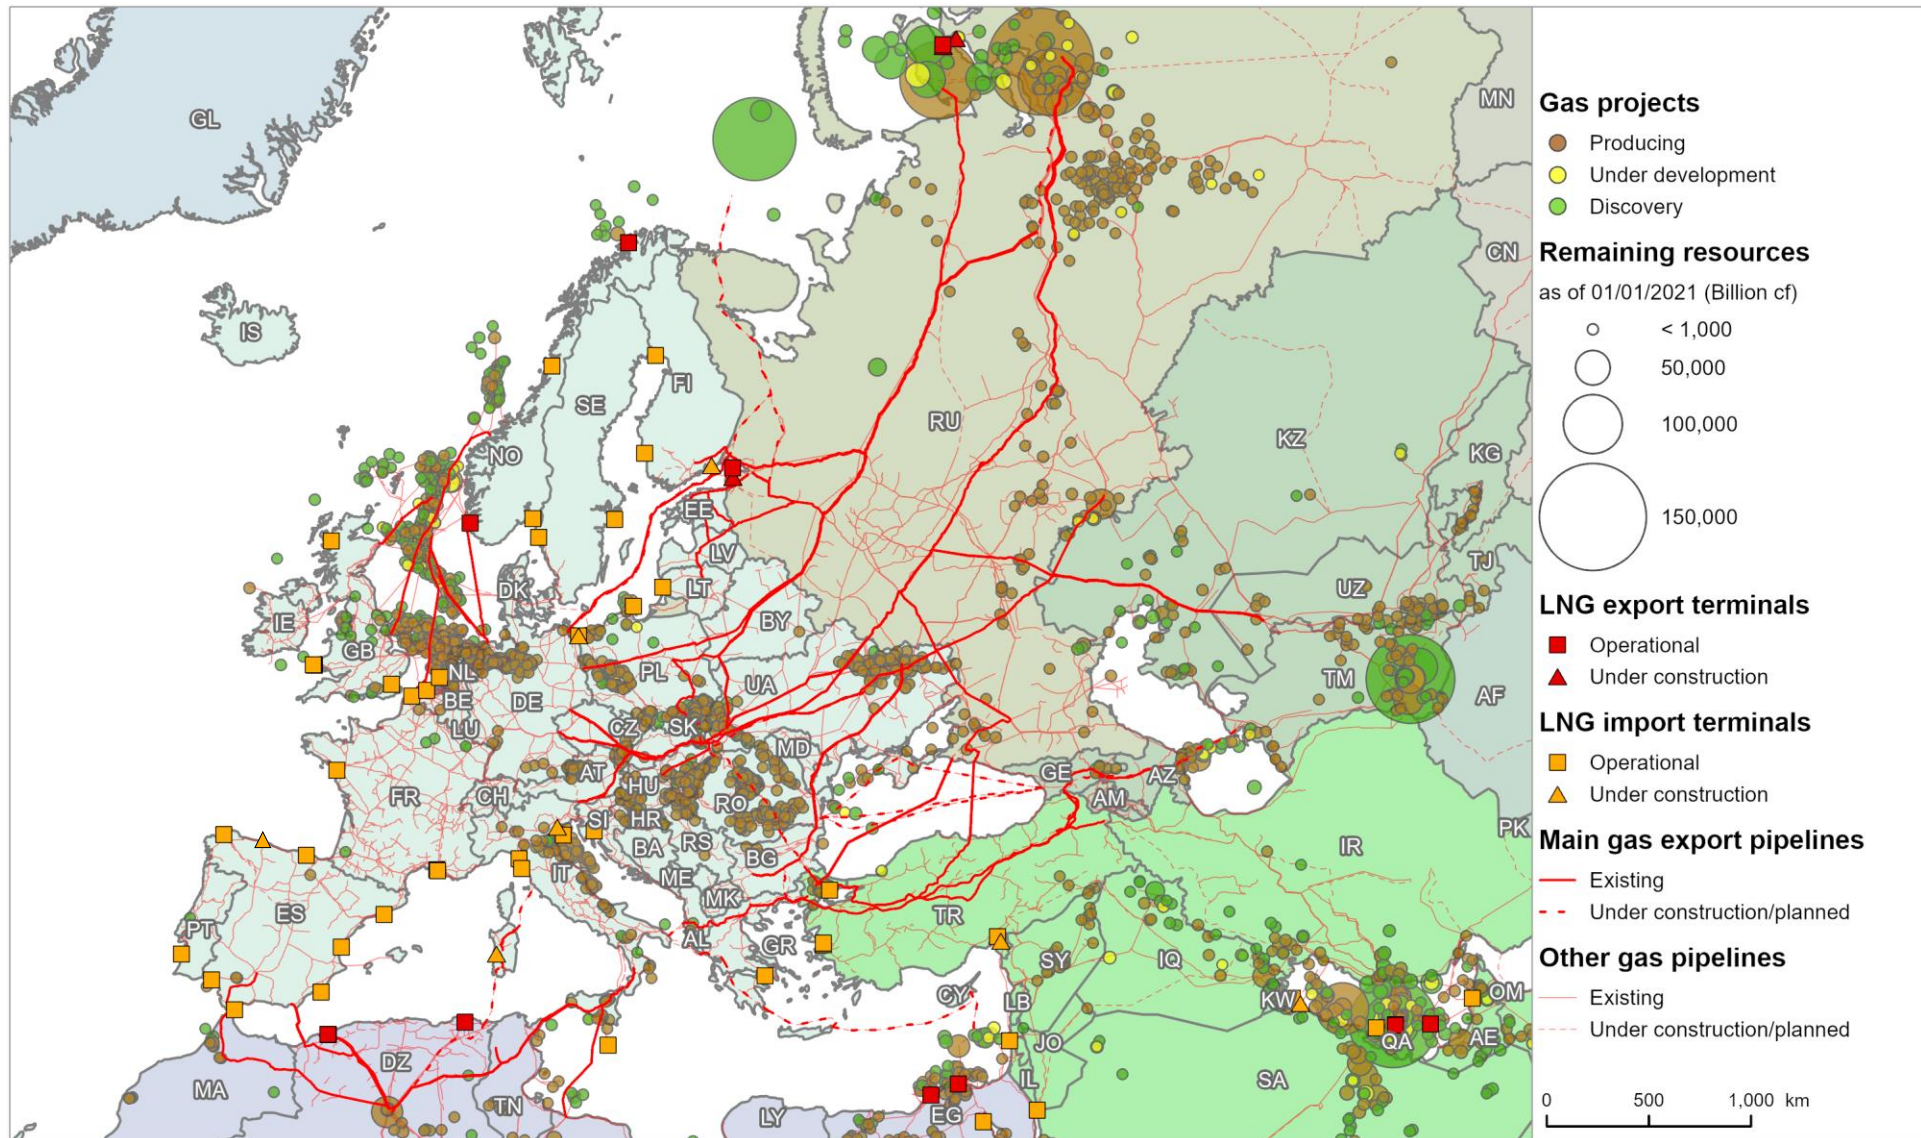 GL
MN
CN
IS
FI
SE
RU
KZ
KG
NO
EE
TJ
LV
UZ
DK
LT
IE
BY
GB
NL
PL
TM
AF
BE
DE
UA
LU
CZ
SK
MD
AT
GE
AZ
FR
CH
HU
RO
AM
SI
HR
PK
BA
RS
IR
BG
IT
ME
MK
ES
TR
PT
AL
GR
SY
IQ
CY
LB
KW
OM
JO
QA
AE
DZ
MA
IL
SA
TN
LY
EG
Gas projects
Producing
Under development
Discovery
Remaining resources
as of 01/01/2021 (Billion cf)
< 1,000
50,000
100,000
150,000
LNG export terminals
Operational
Under construction
LNG import terminals
Operational
Under construction
Main gas export pipelines
Existing
Under construction/planned
Other gas pipelines
Existing
Under construction/planned
0 500 1,000 km